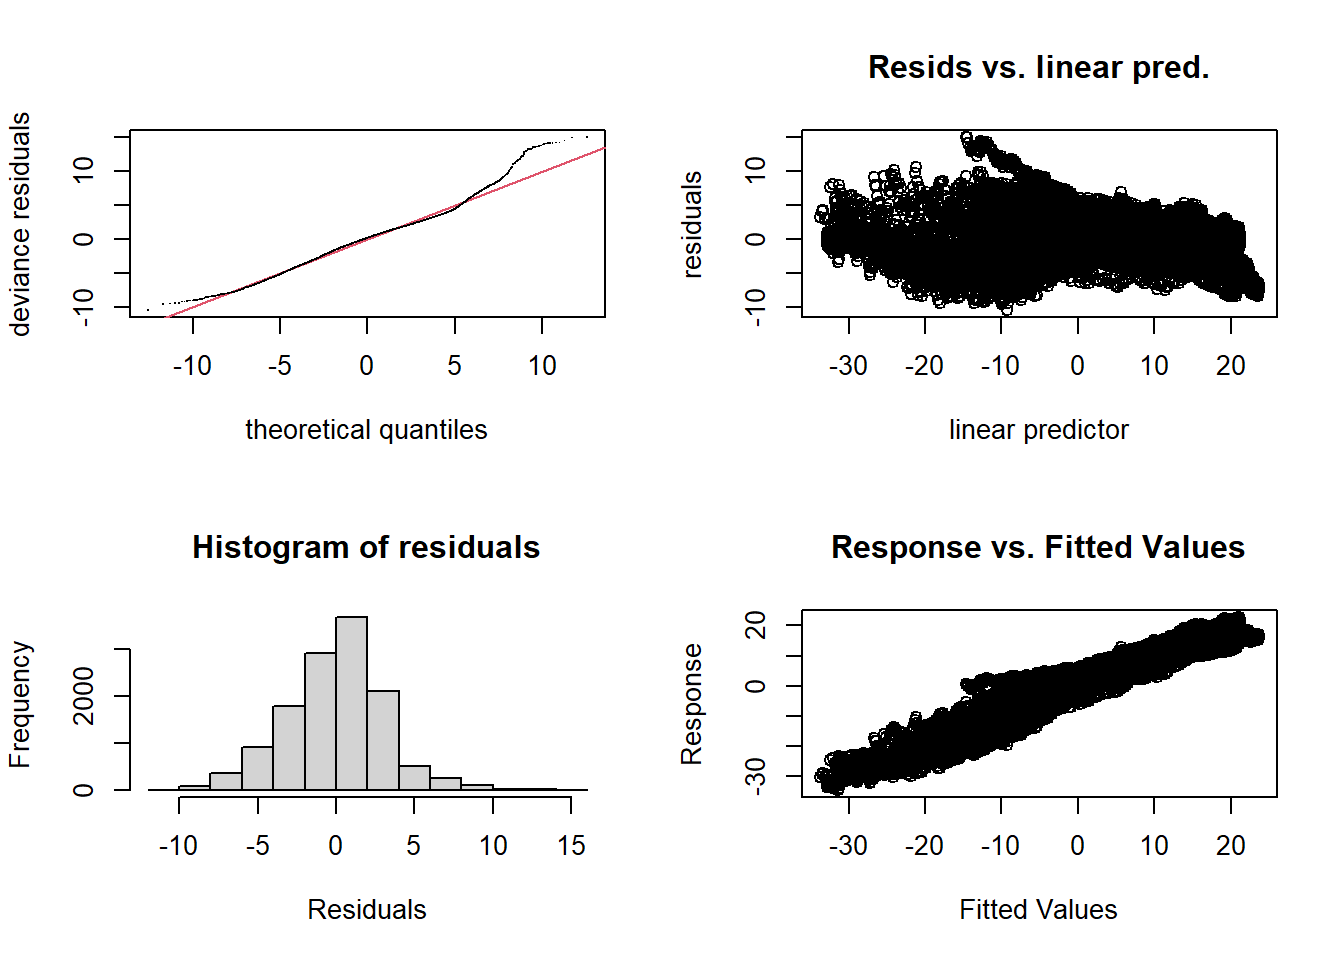 deviance residuals
-10 0 10
-10 -5 0 5 10
theoretical quantiles
Resids vs. linear pred.
residuals
-10 0 10
-30 -20 -10 0 10 20
linear predictor
Histogram of residuals
Frequency
0 2000
-10 -5 0 5 10 15
Residuals
Response vs. Fitted Values
Response
-30 0 20
-30 -20 -10 0 10 20
Fitted Values